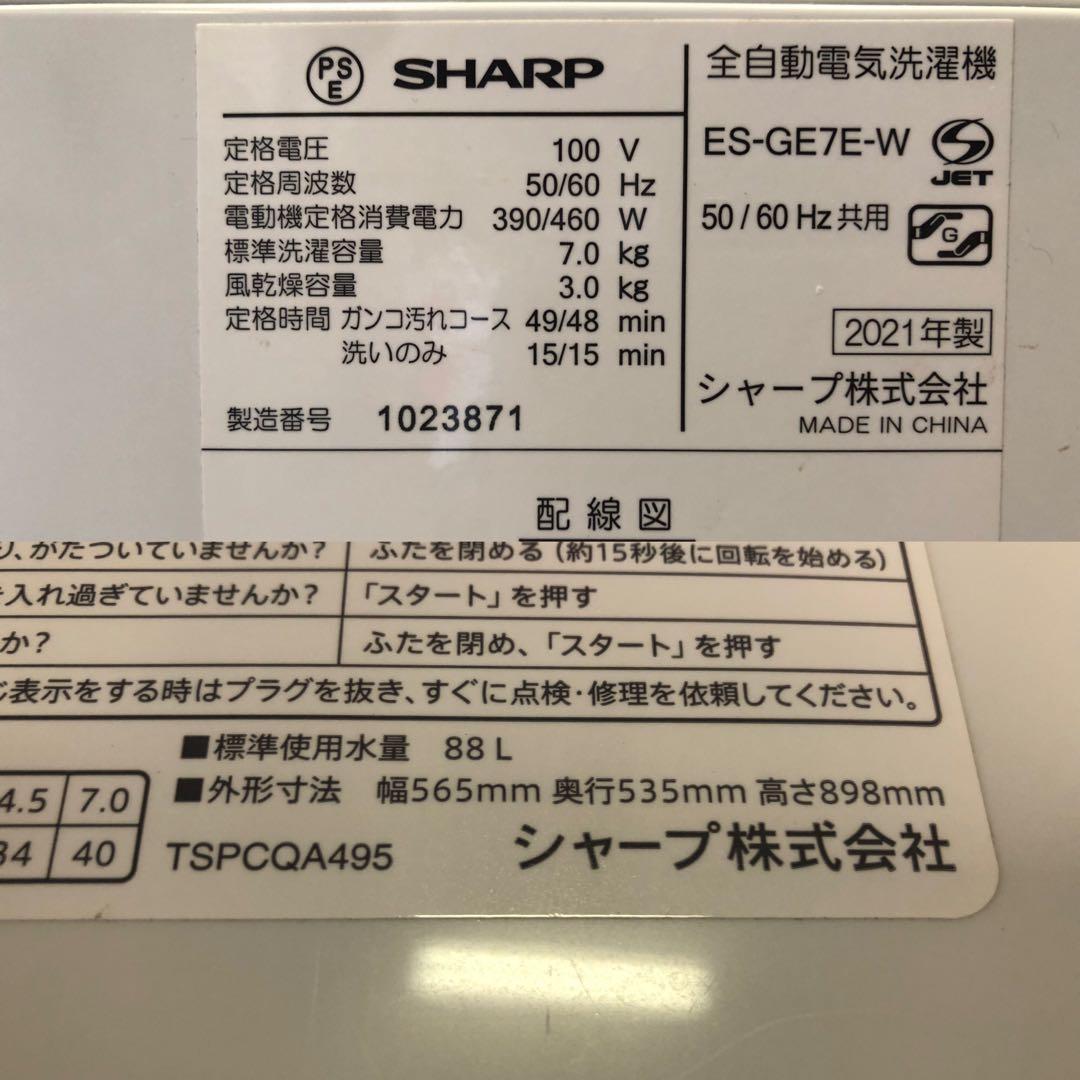 PSE SHARP
定格電圧 100 V
定格周波数 50/60 Hz
電動機定格消費電力 390/460 W
標準洗濯容量 7.0 kg
風乾燥容量 3.0 kg
定格時間 ガンコ汚れコース 49/48 min
洗いのみ 15/15 min
製造番号 1023871
全自動電気洗濯機
ES-GE7E-W
JET
50/60 Hz 共用
G
2021年製
シャープ株式会社
MADE IN CHINA
配線図
、がたついていませんか? ふたを閉める(約15秒後に回転を始める)
入れ過ぎていませんか? 「スタート」を押す
か? ふたを閉め、「スタート」を押す
表示をする時はプラグを抜き、すぐに点検・修理を依頼してください。
■標準使用水量 88 L
■外形寸法 幅565mm 奥行535mm 高さ898mm
4.5 7.0
34 40
TSPCQA495
シャープ株式会社